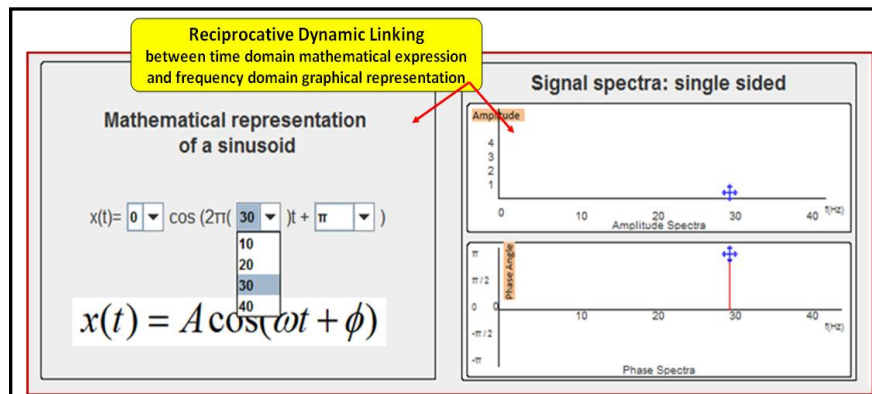 Reciprocative Dynamic Linking
between time domain mathematical expression
and frequency domain graphical representation
Mathematical representation
of a sinusoid
x(t)= 0 cos (2π( 30 )t + π )
10
20
30
40
x(t) = A cos(ωt + ϕ)
Signal spectra: single sided
Amplitude
4
3
2
1
0 10 20 30 40 f(Hz)
Amplitude Spectra
Phase Angle
π
π/2
0 0 10 20 30 40 f(Hz)
-π/2
-π
Phase Spectra